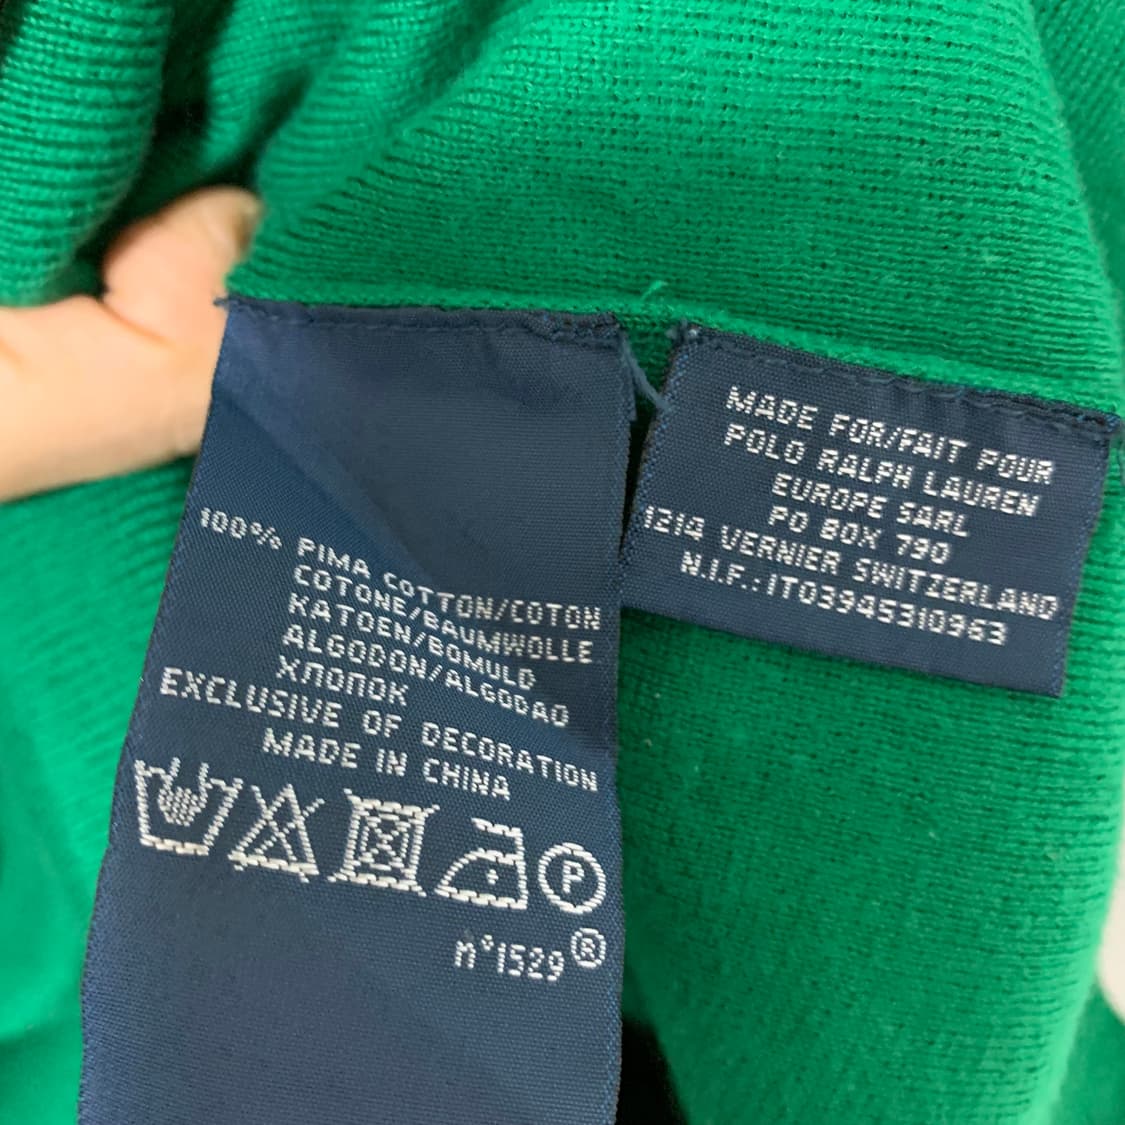 100% PIMA COTTON/COTON
COTONE/BAUMWOLLE
KATOEN/BOMULD
ALGODON/ALGODAO
ХЛОПОК
EXCLUSIVE OF DECORATION
MADE IN CHINA
P
n°1529®
MADE FOR/FAIT POUR
POLO RALPH LAUREN
EUROPE SARL
PO BOX 790
1214 VERNIER SWITZERLAND
N.I.F.:IT03945310963